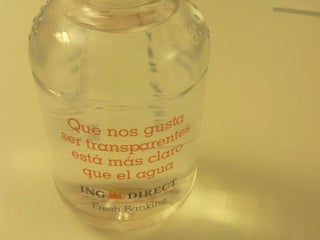 Que nos gusta
ser transparentes
está más claro
que el agua
ING DIRECT
Fresh Banking